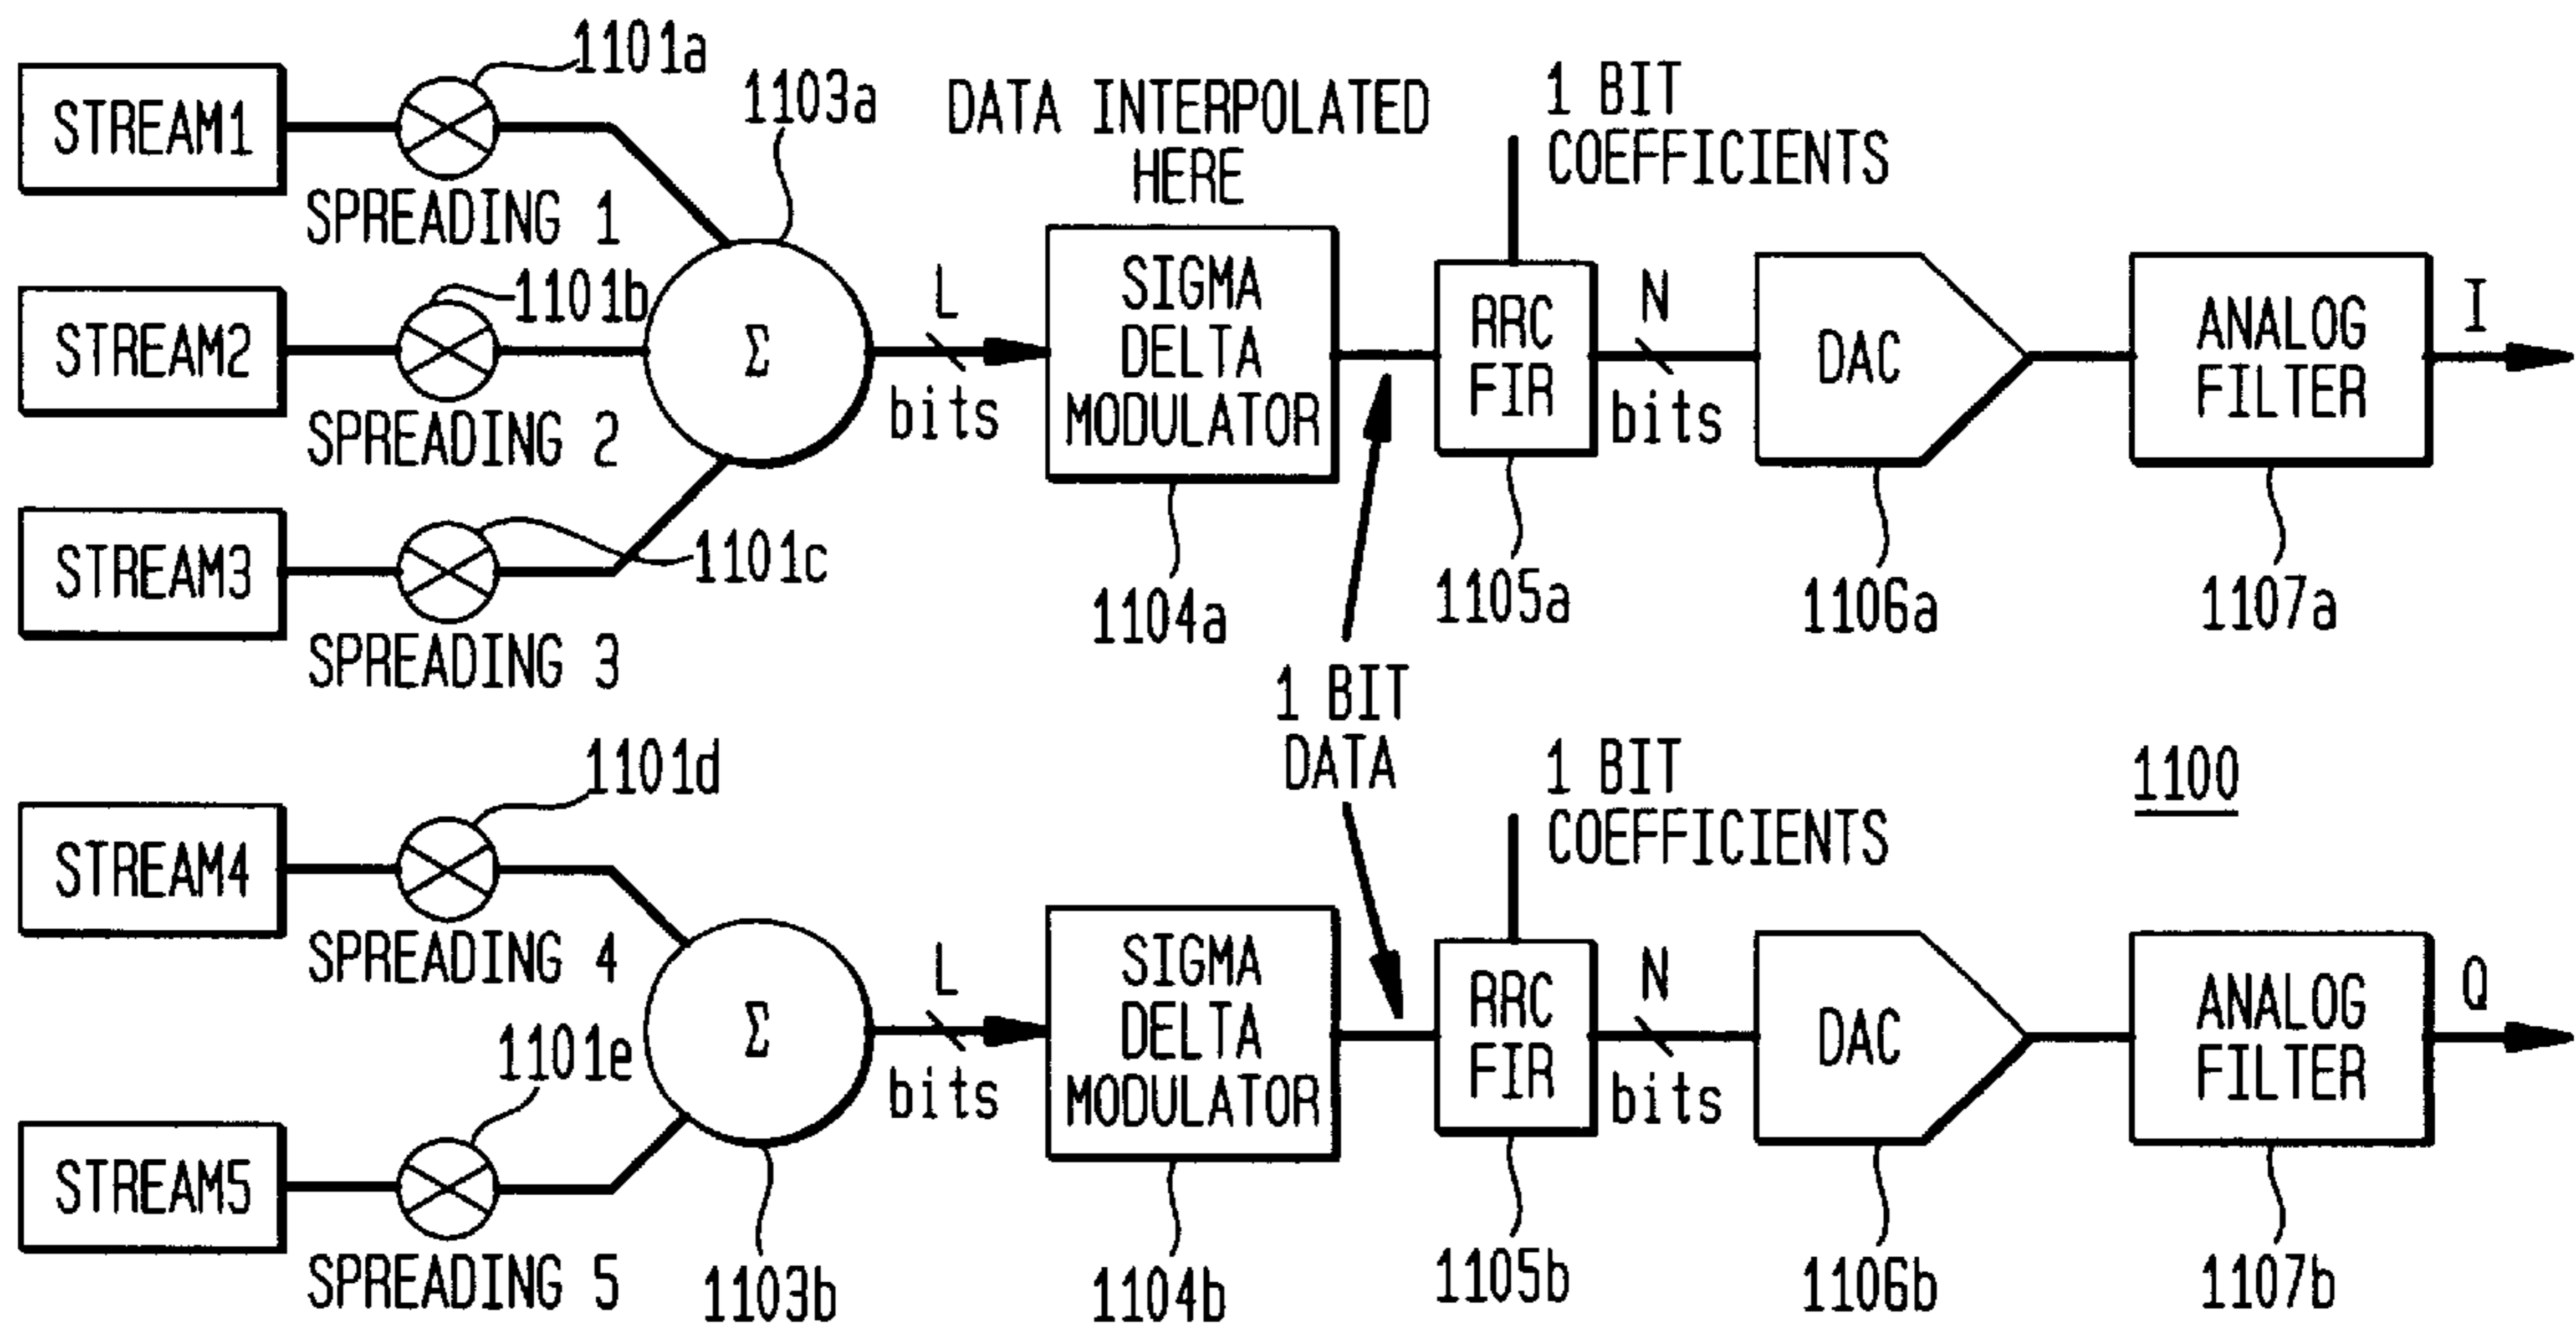 1101a
STREAM1
SPREADING 1
1103a
DATA INTERPOLATED
HERE
1 BIT
COEFFICIENTS
STREAM2
1101b
SPREADING 2
Σ
L
bits
SIGMA
DELTA
MODULATOR
RRC
FIR
N
bits
DAC
ANALOG
FILTER
I
STREAM3
1101c
SPREADING 3
1104a
1105a
1106a
1107a
1 BIT
DATA
1101d
STREAM4
SPREADING 4
1 BIT
COEFFICIENTS
1100
1101e
STREAM5
SPREADING 5
Σ
1103b
L
bits
SIGMA
DELTA
MODULATOR
1104b
RRC
FIR
1105b
N
bits
DAC
1106b
ANALOG
FILTER
1107b
Q